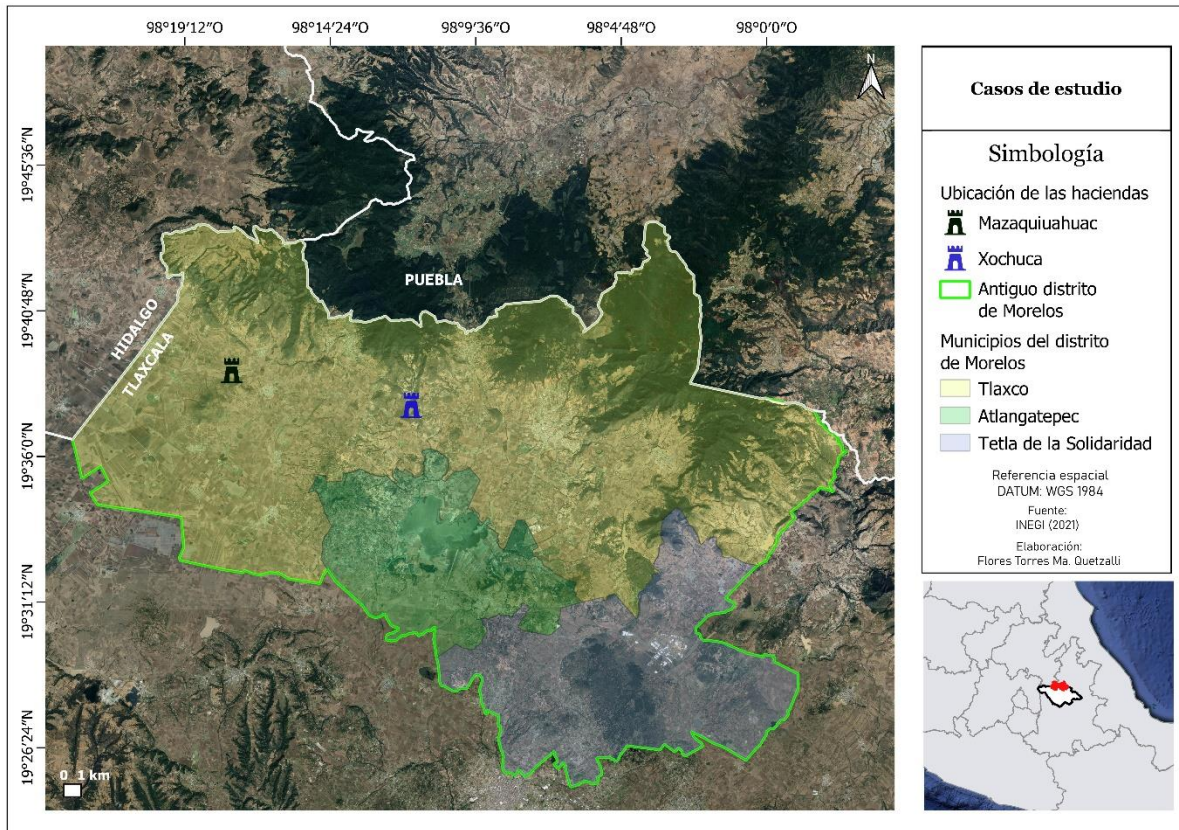 98°19′12″O 98°14′24″O 98°9′36″O 98°4′48″O 98°0′0″O
19°45′36″N
19°40′48″N
19°36′0″N
19°31′12″N
19°26′24″N
N
PUEBLA
HIDALGO
TLAXCALA
0 1 km
Casos de estudio
Simbología
Ubicación de las haciendas
Mazaquiuahuac
Xochuca
Antiguo distrito
de Morelos
Municipios del distrito
de Morelos
Tlaxco
Atlangatepec
Tetla de la Solidaridad
Referencia espacial
DATUM: WGS 1984
Fuente:
INEGI (2021)
Elaboración:
Flores Torres Ma. Quetzalli